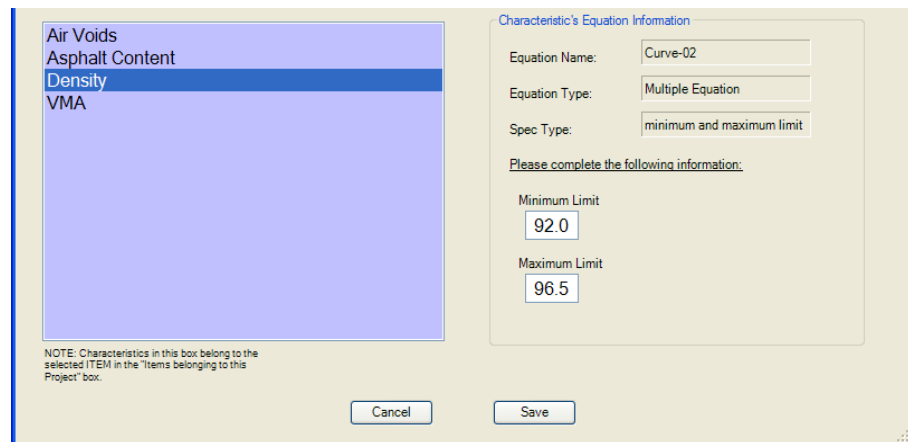 Air Voids
Asphalt Content
Density
VMA
NOTE: Characteristics in this box belong to the
selected ITEM in the "Items belonging to this
Project" box.
Characteristic's Equation Information
Equation Name: Curve-02
Equation Type: Multiple Equation
Spec Type: minimum and maximum limit
Please complete the following information:
Minimum Limit
92.0
Maximum Limit
96.5
Cancel Save